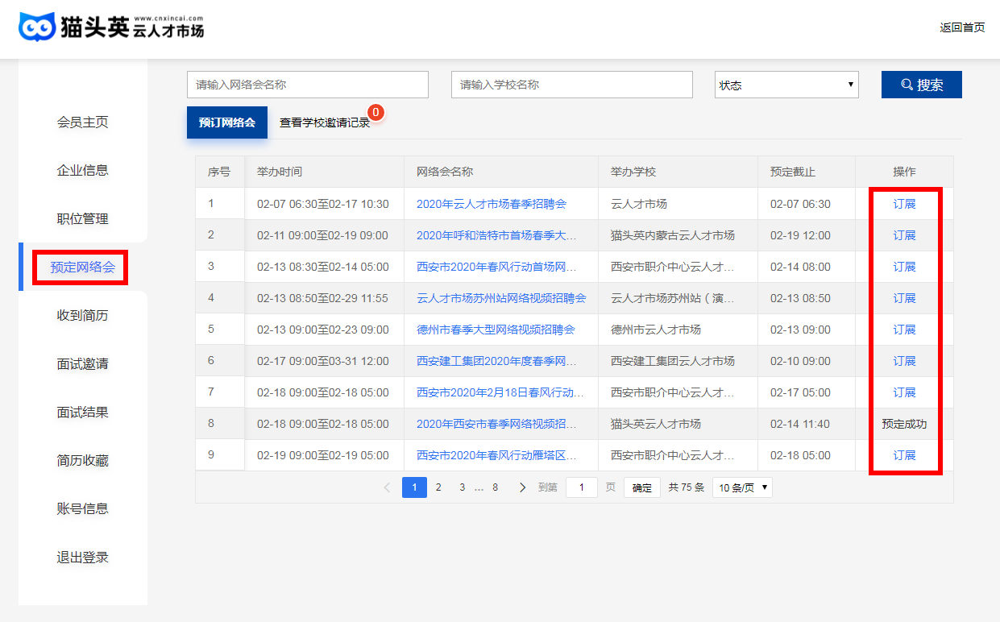 猫头英 www.cnxincai.com 云人才市场
返回首页
请输入网络会名称 请输入学校名称 状态 搜索
预订网络会 查看学校邀请记录 0
会员主页
企业信息
职位管理
预定网络会
收到简历
面试邀请
面试结果
简历收藏
账号信息
退出登录
序号 举办时间 网络会名称 举办学校 预定截止 操作
1 02-07 06:30至02-17 10:30 2020年云人才市场春季招聘会 云人才市场 02-07 06:30 订展
2 02-11 09:00至02-19 09:00 2020年呼和浩特市首场春季大... 猫头英内蒙古云人才市场 02-19 12:00 订展
3 02-13 08:30至02-14 05:00 西安市2020年春风行动首场网... 西安市职介中心云人才... 02-14 08:00 订展
4 02-13 08:50至02-29 11:55 云人才市场苏州站网络视频招聘会 云人才市场苏州站（演... 02-13 08:50 订展
5 02-13 09:00至02-23 09:00 德州市春季大型网络视频招聘会 德州市云人才市场 02-13 09:00 订展
6 02-17 09:00至03-31 12:00 西安建工集团2020年度春季网... 西安建工集团云人才市场 02-10 09:00 订展
7 02-18 09:00至02-18 05:00 西安市2020年2月18日春风行动... 西安市职介中心云人才... 02-17 05:00 订展
8 02-18 09:00至02-18 05:00 2020年西安市春季网络视频招... 猫头英云人才市场 02-14 11:40 预定成功
9 02-19 09:00至02-19 05:00 西安市2020年春风行动雁塔区... 西安市职介中心云人才... 02-18 05:00 订展
1 2 3 ... 8 到第 1 页 确定 共 75 条 10 条/页